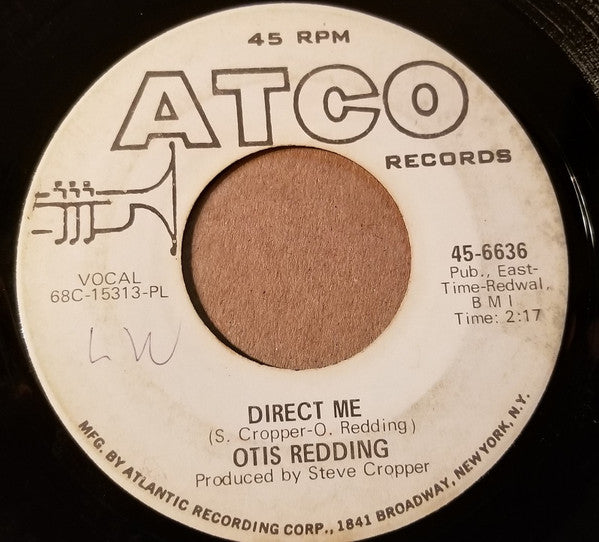 45 RPM
ATCO
RECORDS
VOCAL
68C-15313-PL
LW
45-6636
Pub., East-
Time-Redwal,
B M I
Time: 2:17
DIRECT ME
(S. Cropper-O. Redding)
OTIS REDDING
Produced by Steve Cropper
MFG. BY ATLANTIC RECORDING CORP., 1841 BROADWAY, NEW YORK, N.Y.